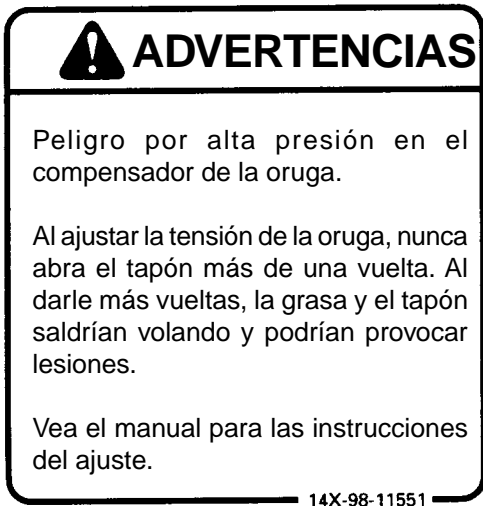 ADVERTENCIAS
Peligro por alta presión en el
compensador de la oruga.
Al ajustar la tensión de la oruga, nunca
abra el tapón más de una vuelta. Al
darle más vueltas, la grasa y el tapón
saldrían volando y podrían provocar
lesiones.
Vea el manual para las instrucciones
del ajuste.
14X-98-11551